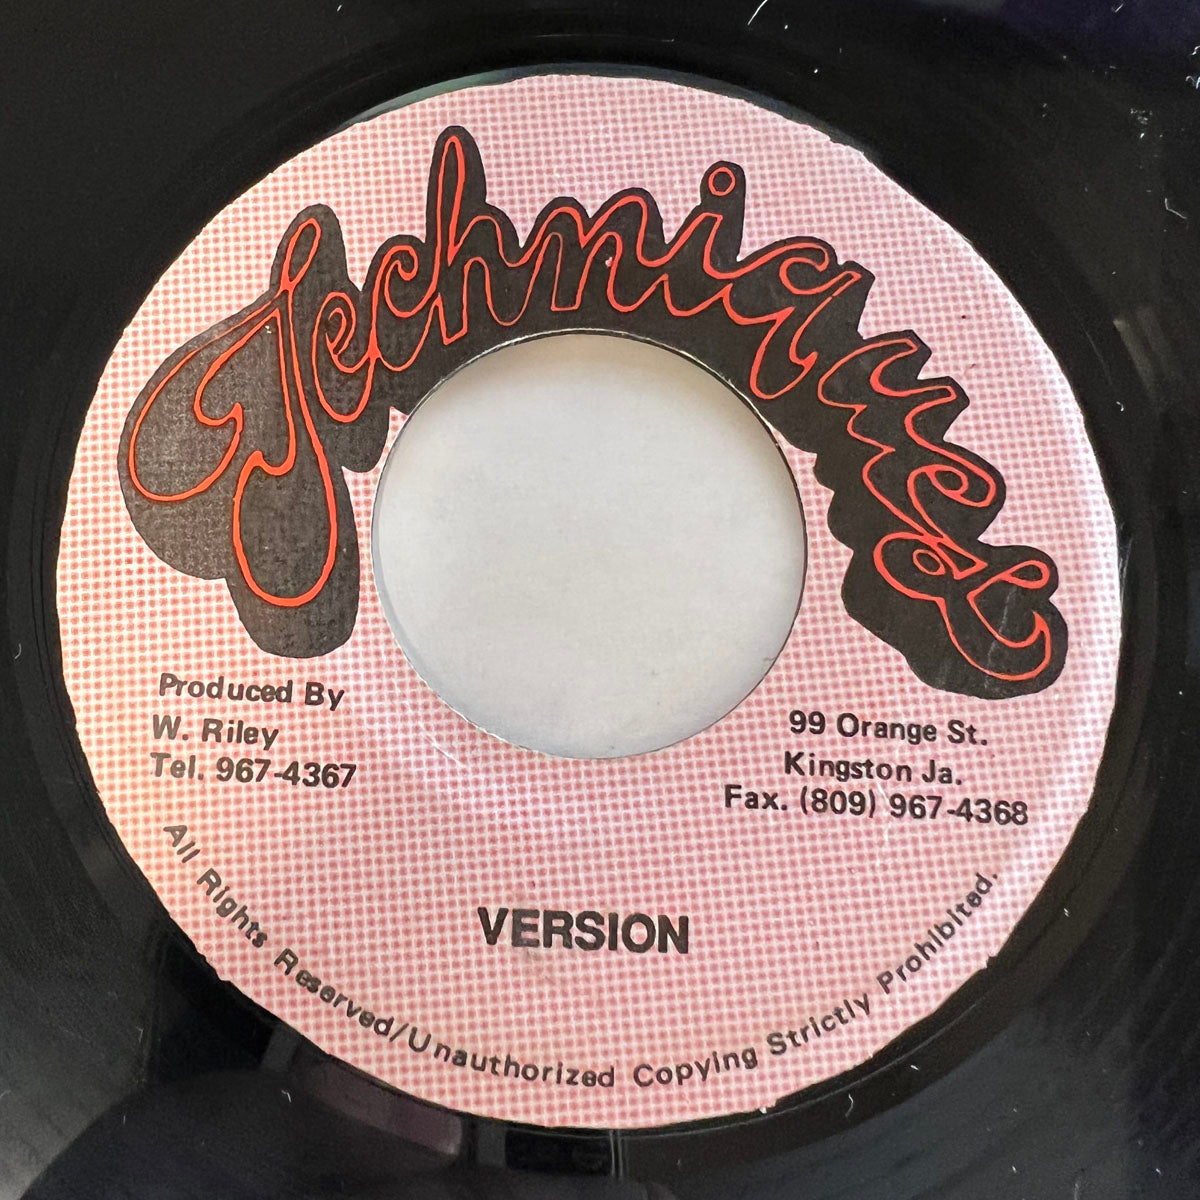 Techniques
Produced By
W. Riley
Tel. 967-4367
99 Orange St.
Kingston Ja.
Fax. (809) 967-4368
VERSION
All Rights Reserved/Unauthorized Copying Strictly Prohibited.